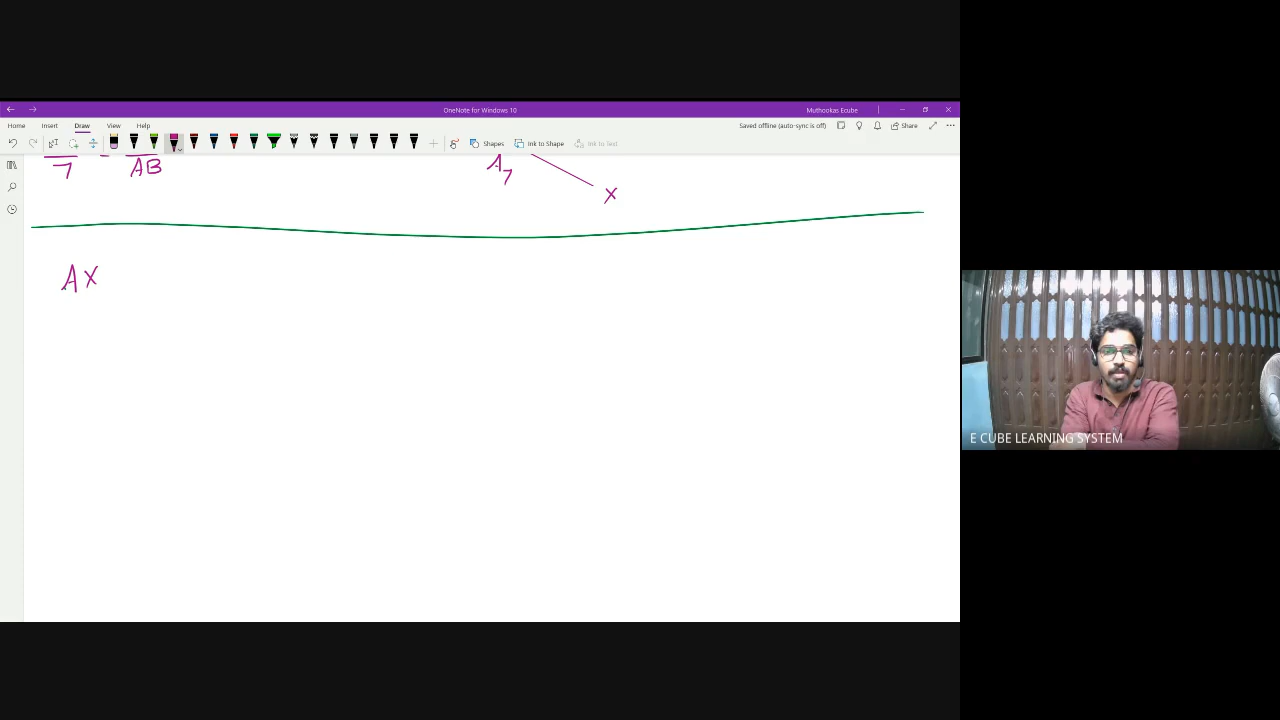 OneNote for Windows 10
Muthookas Ecube
Home Insert Draw View Help
Saved offline (auto-sync is off)
Share
Shapes
Ink to Shape
Ink to Text
7 = AB
A7
X
AX
E CUBE LEARNING SYSTEM